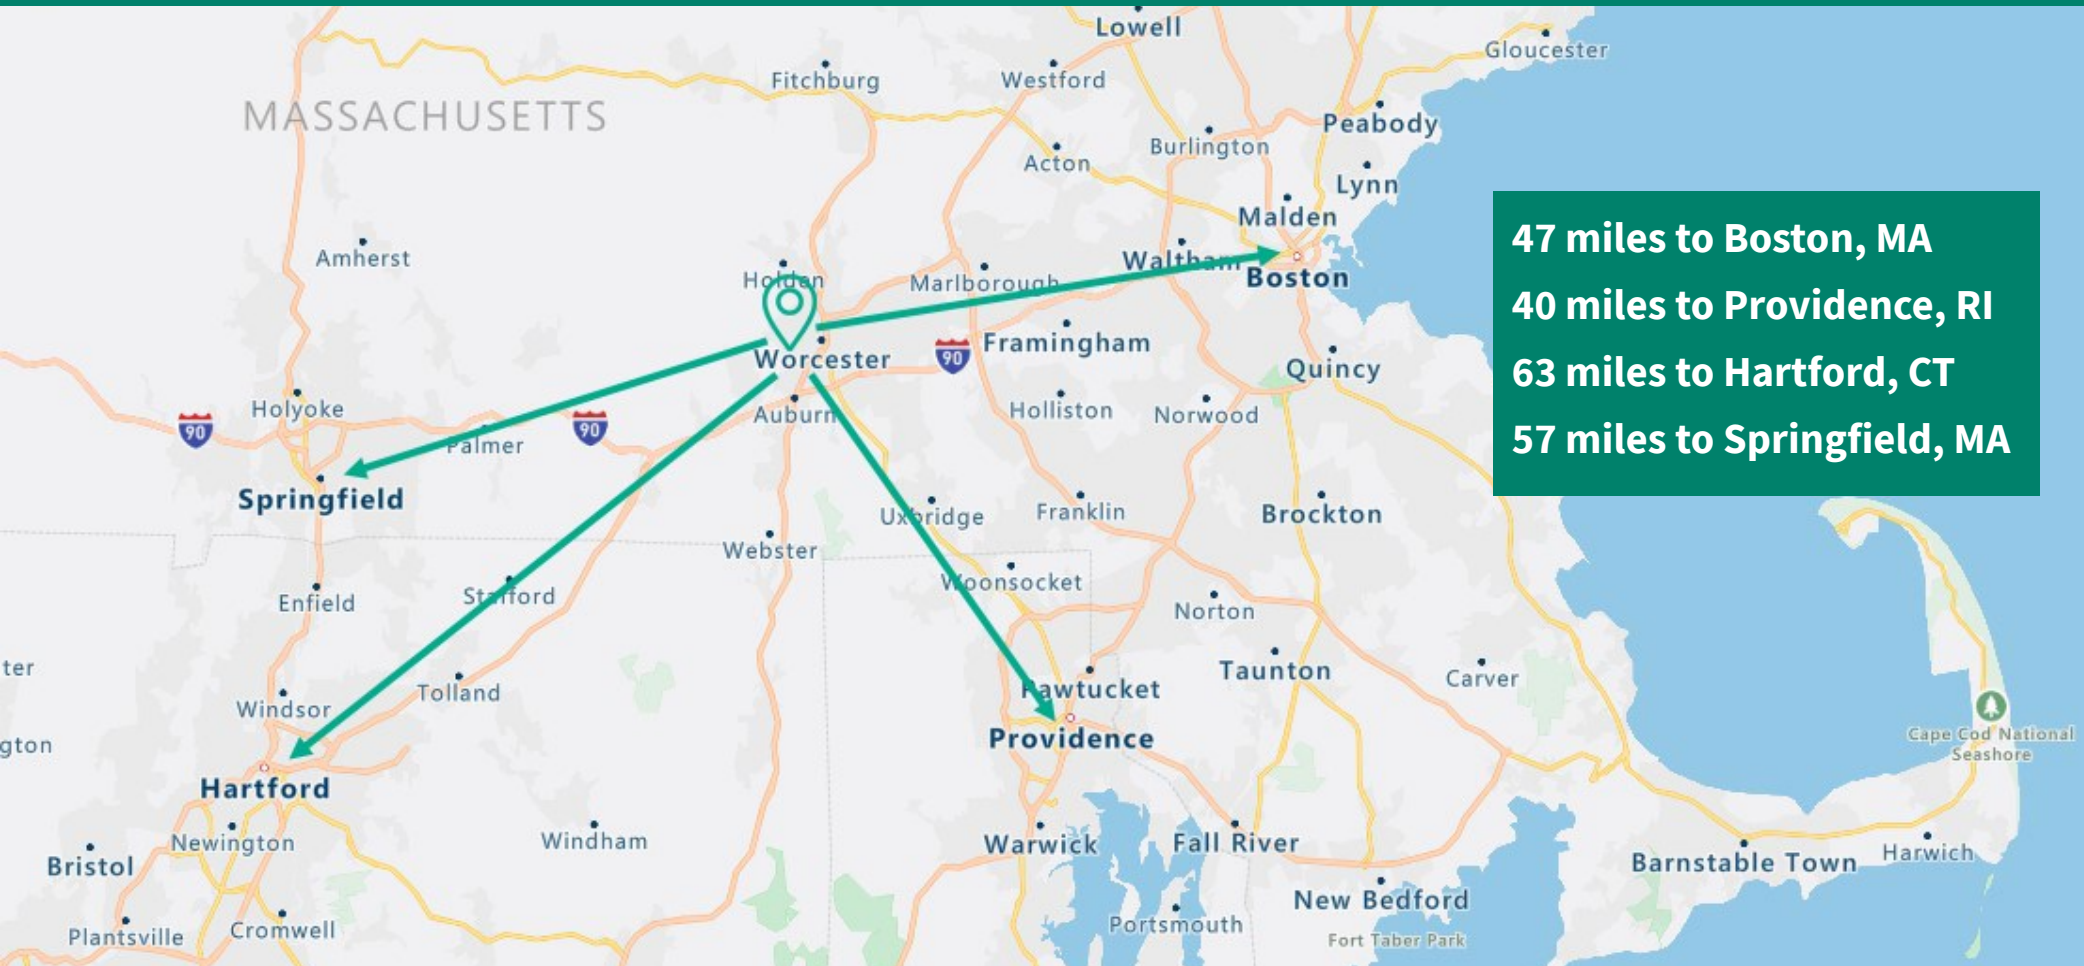 Lowell
Gloucester
Fitchburg
Westford
MASSACHUSETTS
Peabody
Burlington
Acton
Lynn
Malden
Amherst
Waltham
Holden
Marlborough
Boston
47 miles to Boston, MA
40 miles to Providence, RI
63 miles to Hartford, CT
57 miles to Springfield, MA
Worcester
90
Framingham
Quincy
Holyoke
Auburn
Holliston
Norwood
90
90
Palmer
Springfield
Uxbridge
Franklin
Brockton
Webster
Enfield
Stafford
Woonsocket
Norton
ter
Taunton
Carver
Windsor
Tolland
Pawtucket
gton
Providence
Cape Cod National
Seashore
Hartford
Newington
Windham
Warwick
Fall River
Bristol
Barnstable Town
Harwich
New Bedford
Plantsville
Cromwell
Portsmouth
Fort Taber Park